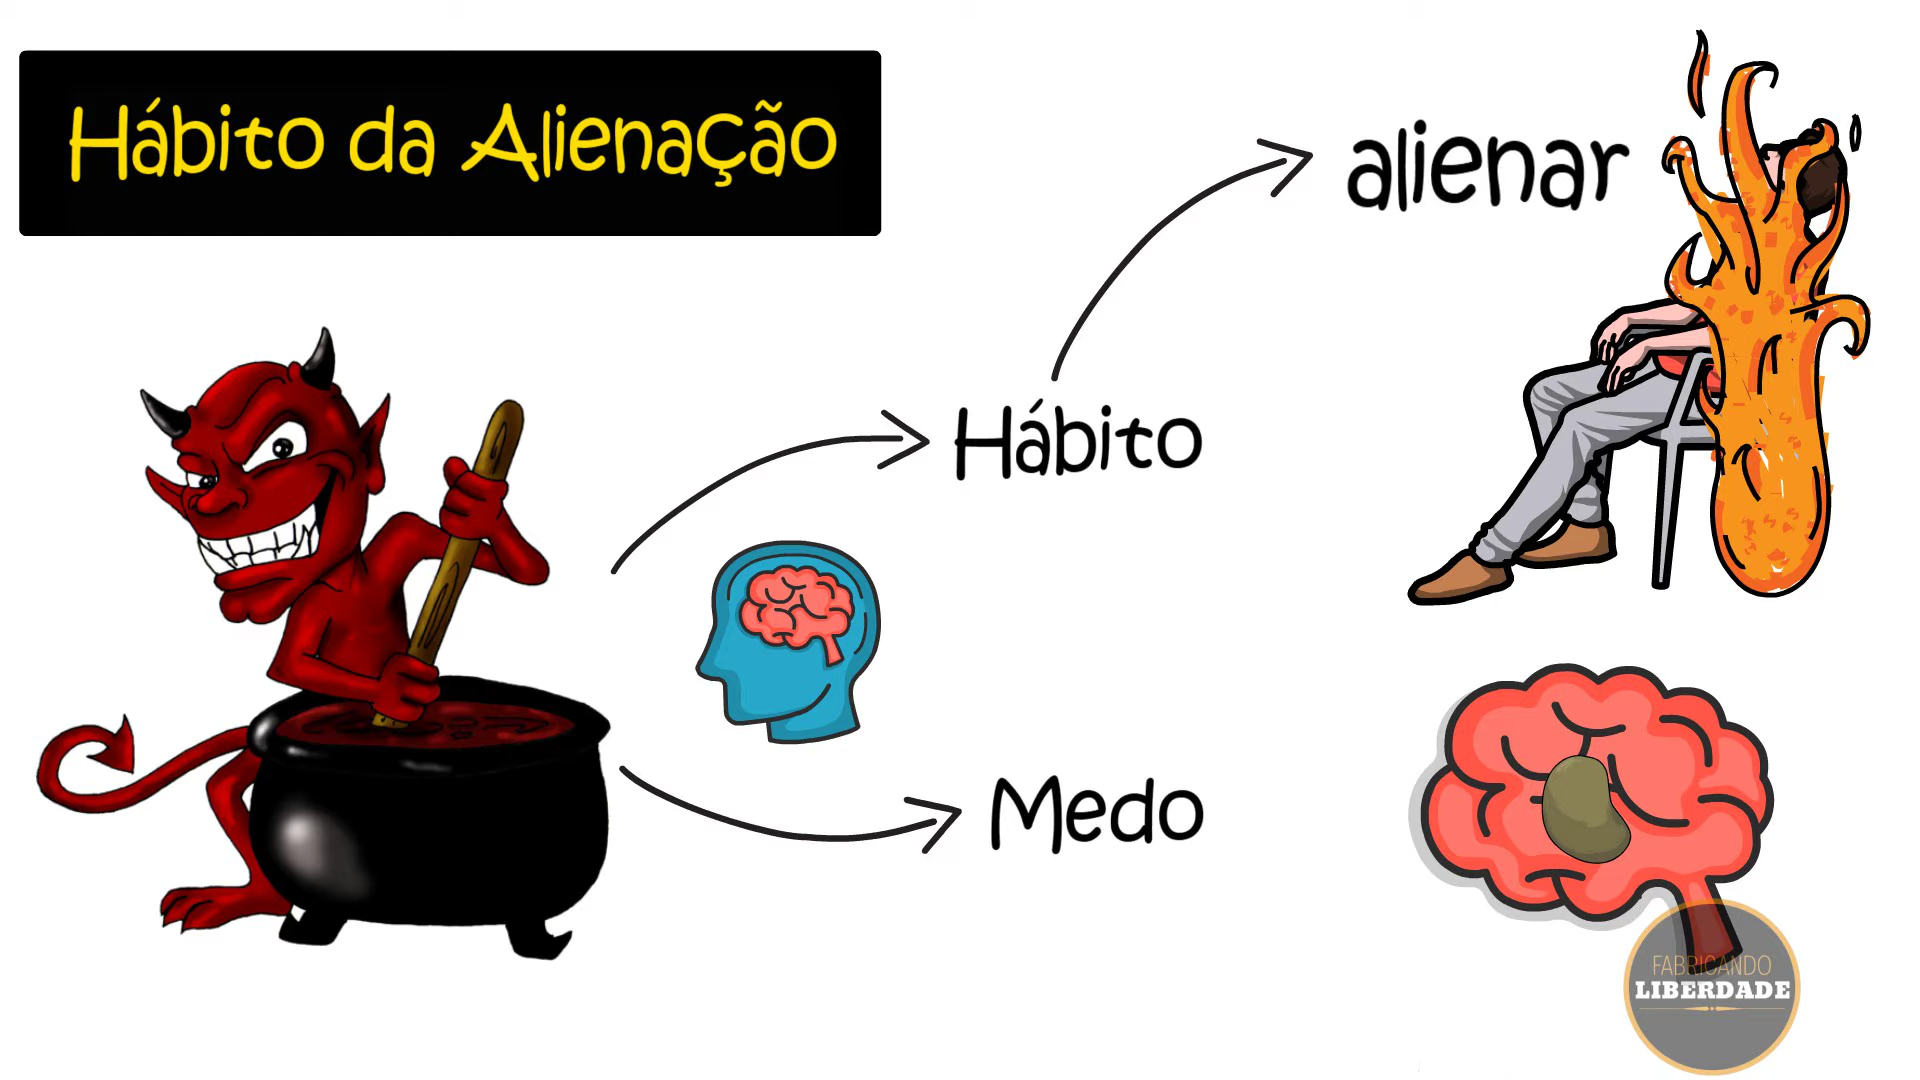 Hábito da Alienação
alienar
Hábito
Medo
FABRICANDO
LIBERDADE